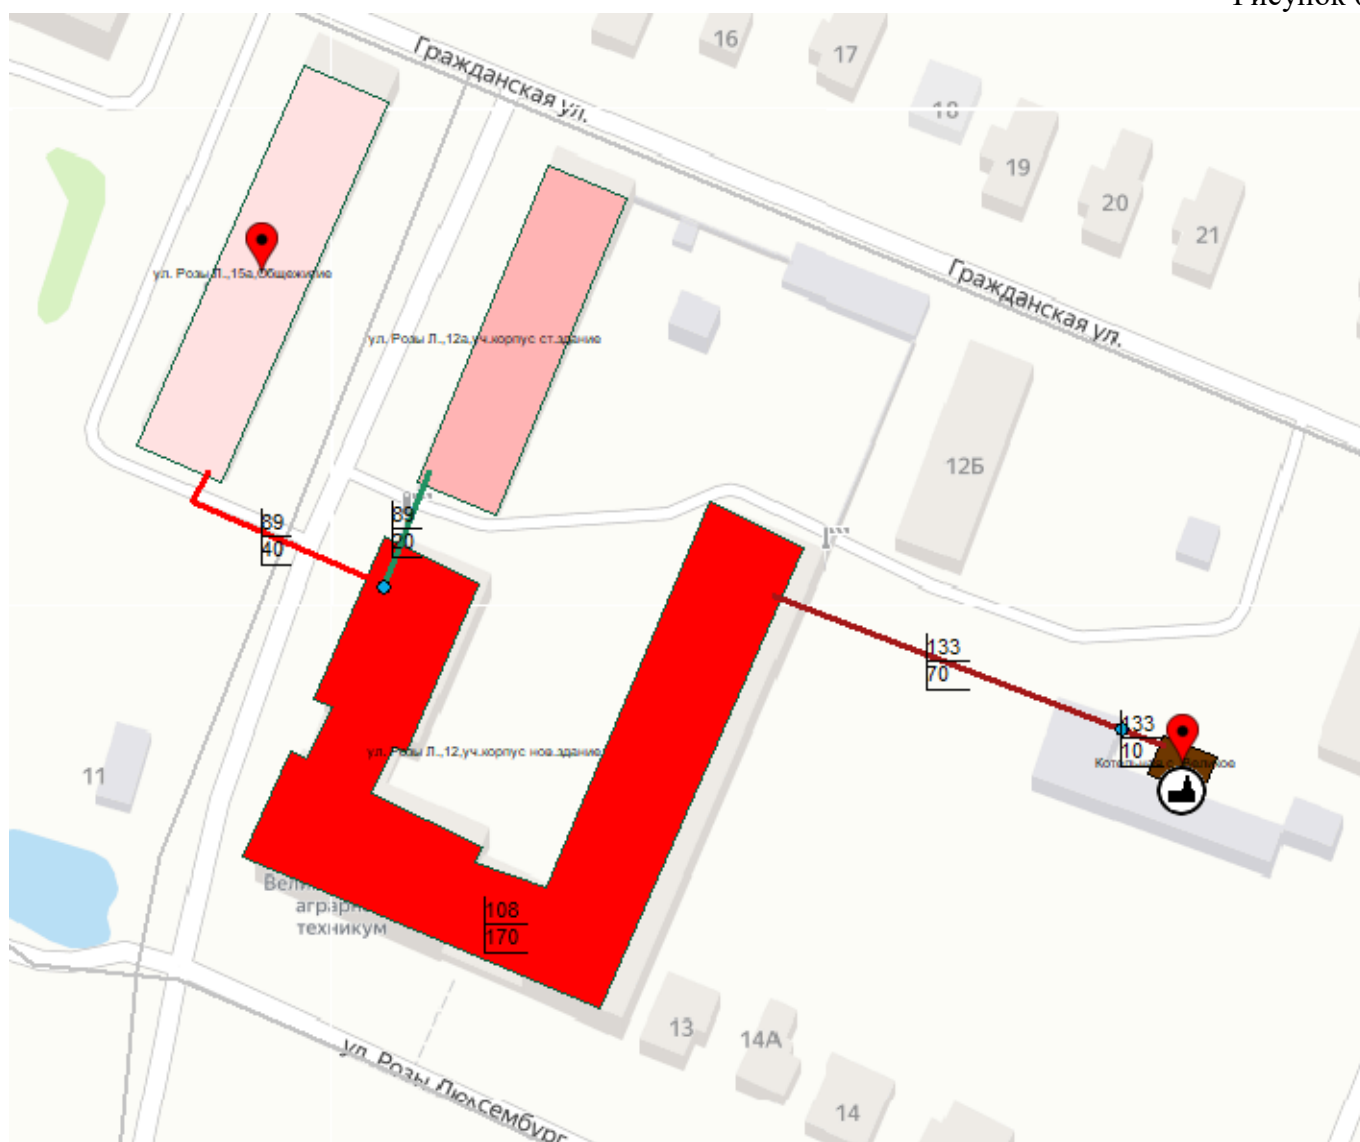 Рисунок
Гражданская ул.
16
17
18
19
20
21
ул. Розы Л.,15а,Общежитие
ул. Розы Л.,12а,уч.корпус ст.здание
Гражданская ул.
12Б
89
40
89
20
133
70
133
10
Котельная с. Великое
ул. Розы Л.,12,уч.корпус нов.здание
11
аграрн
техникум
108
170
13
14А
14
ул. Розы Люксембург